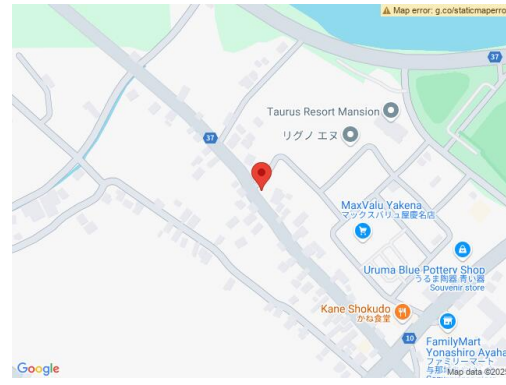 Map error: g.co/staticmaperro
37
Taurus Resort Mansion
リグノ エヌ
37
MaxValu Yakena
マックスバリュ屋慶名店
Uruma Blue Pottery Shop
うるま陶器 青い器
Souvenir store
Kane Shokudo
かね食堂
10
FamilyMart
Yonashiro Ayaha
ファミリーマート
与那城
Google
Map data ©2025